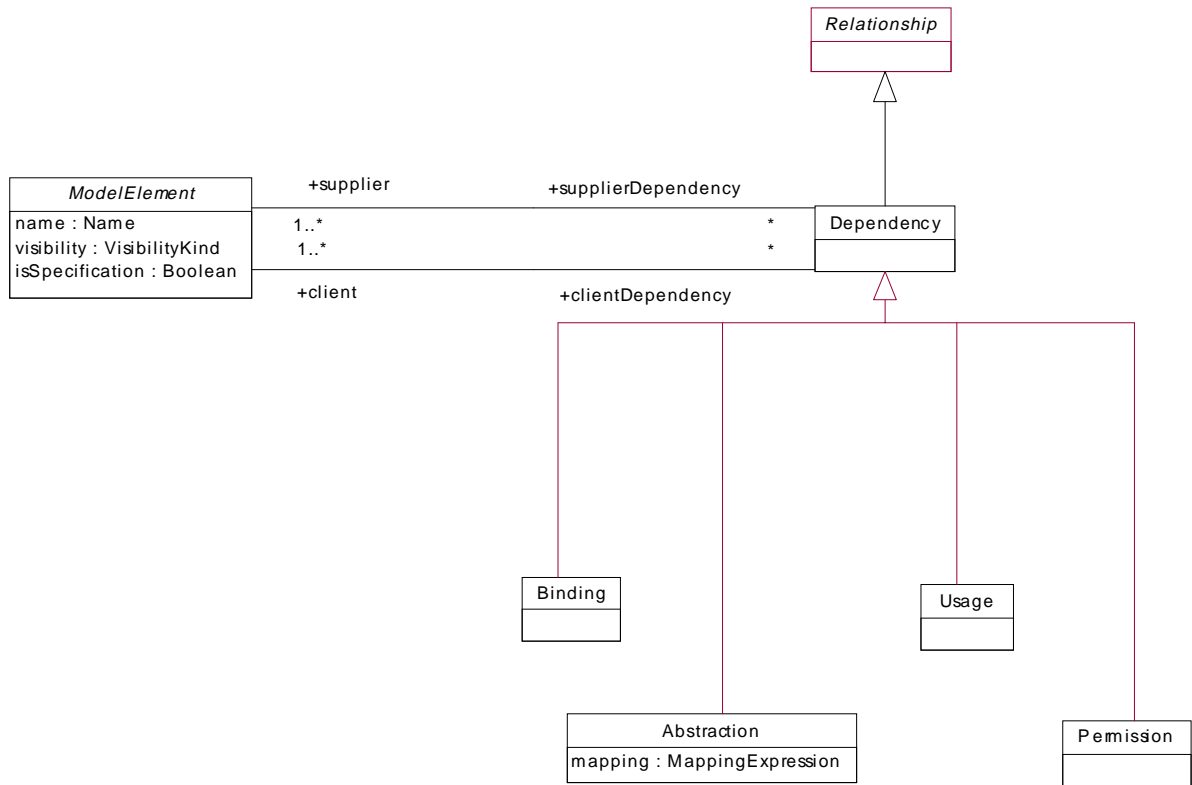 Relationship
+supplier
+supplierDependency
ModelElement
name : Name
visibility : VisibilityKind
isSpecification : Boolean
1..*
*
1..*
*
Dependency
+client
+clientDependency
Binding
Usage
Abstraction
mapping : MappingExpression
Permission